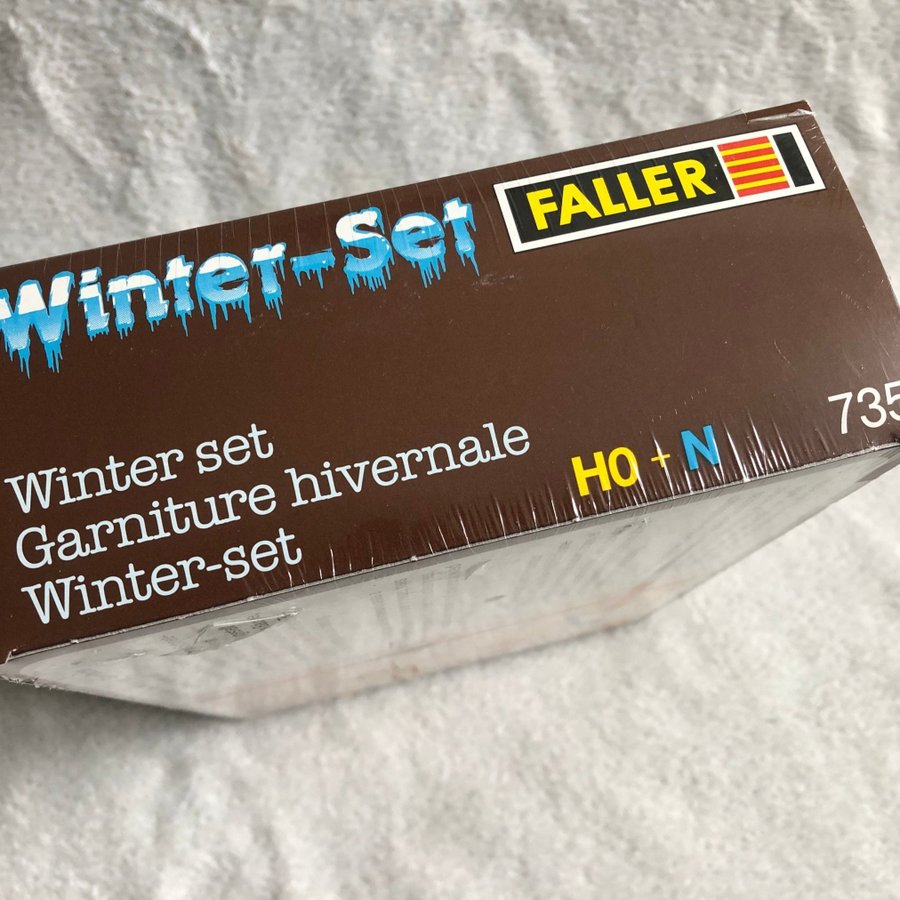 Winter-Set
FALLER
Winter set
Garniture hivernale
Winter-set
H0 + N
735